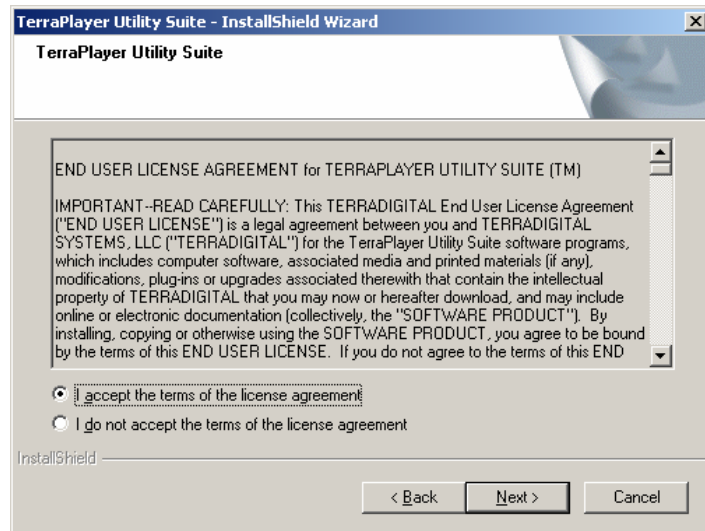 TerraPlayer Utility Suite - InstallShield Wizard
TerraPlayer Utility Suite
END USER LICENSE AGREEMENT for TERRAPLAYER UTILITY SUITE (TM)
IMPORTANT--READ CAREFULLY: This TERRADIGITAL End User License Agreement
("END USER LICENSE") is a legal agreement between you and TERRADIGITAL
SYSTEMS, LLC ("TERRADIGITAL") for the TerraPlayer Utility Suite software programs,
which includes computer software, associated media and printed materials (if any),
modifications, plug-ins or upgrades associated therewith that contain the intellectual
property of TERRADIGITAL that you may now or hereafter download, and may include
online or electronic documentation (collectively, the "SOFTWARE PRODUCT"). By
installing, copying or otherwise using the SOFTWARE PRODUCT, you agree to be bound
by the terms of this END USER LICENSE. If you do not agree to the terms of this END
I accept the terms of the license agreement
I do not accept the terms of the license agreement
InstallShield
< Back
Next >
Cancel